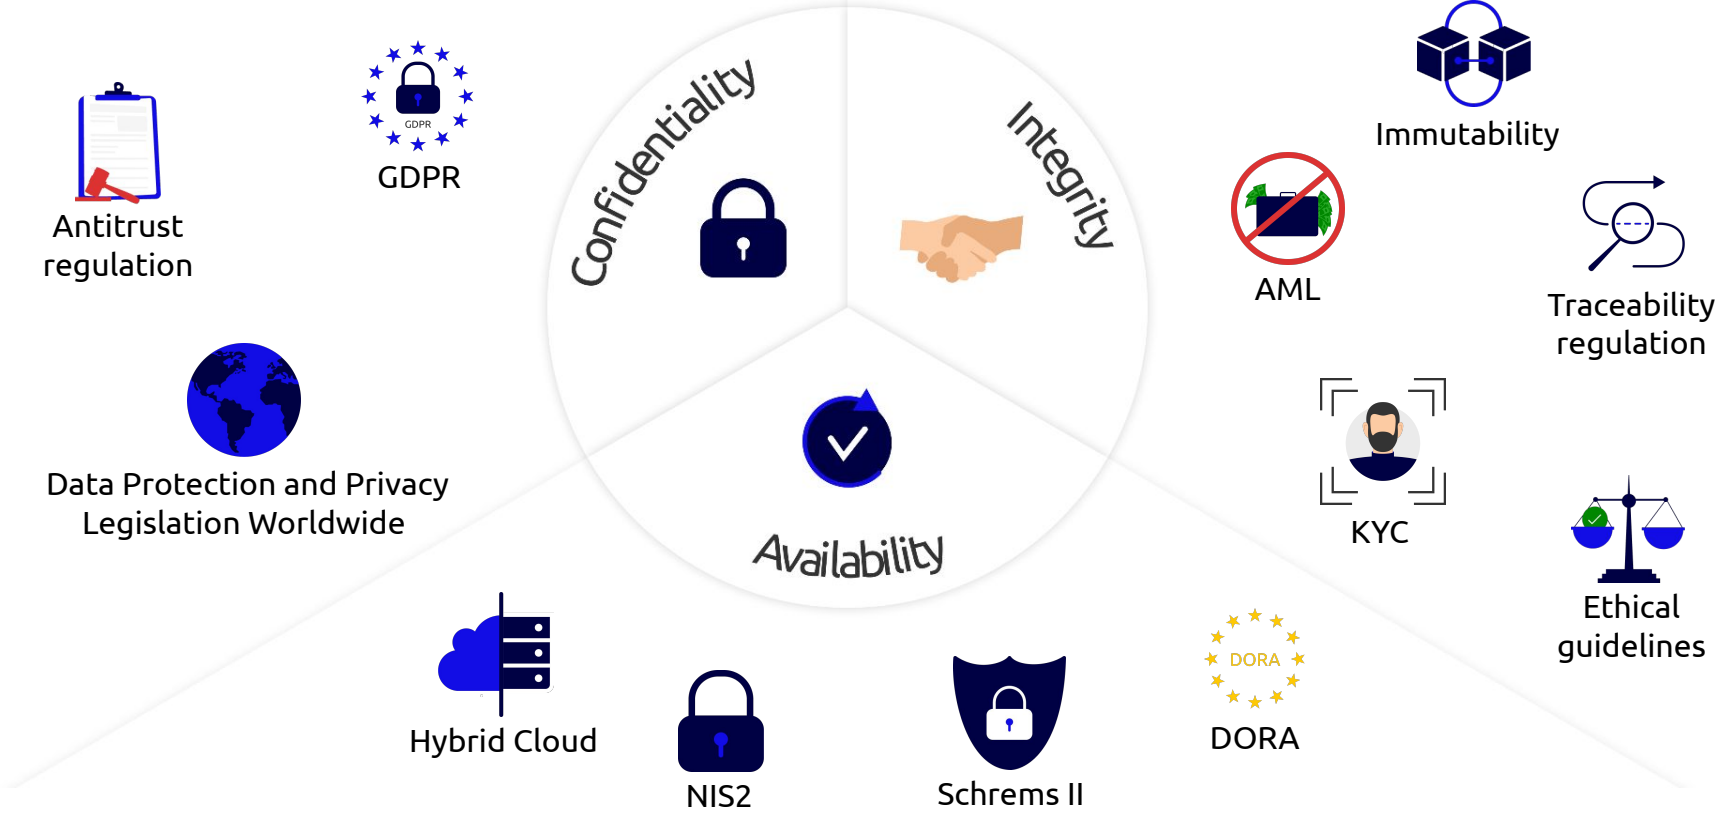 Confidentiality
Integrity
Availability
GDPR
GDPR
Antitrust
regulation
Data Protection and Privacy
Legislation Worldwide
Immutability
AML
Traceability
regulation
KYC
Ethical
guidelines
Hybrid Cloud
NIS2
Schrems II
DORA
DORA